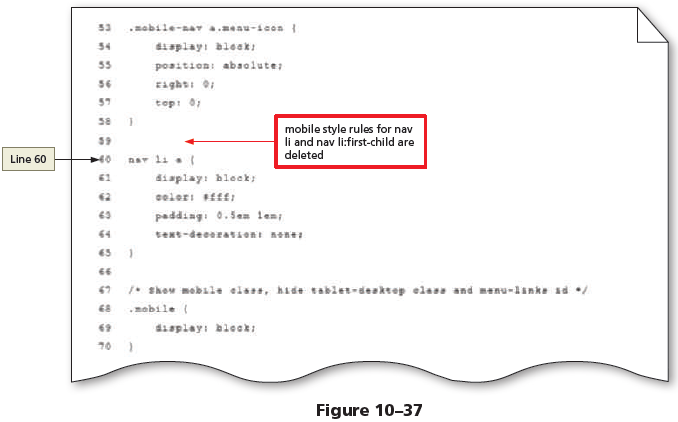 53 .mobile-nav a.menu-icon {
54 display: block;
55 position: absolute;
56 right: 0;
57 top: 0;
58 }
59
mobile style rules for nav
li and nav li:first-child are
deleted
Line 60
60 nav li a {
61 display: block;
62 color: #fff;
63 padding: 0.5em 1em;
64 text-decoration: none;
65 }
66
67 /* Show mobile class, hide tablet-desktop class and menu-links id */
68 .mobile {
69 display: block;
70 }
Figure 10–37